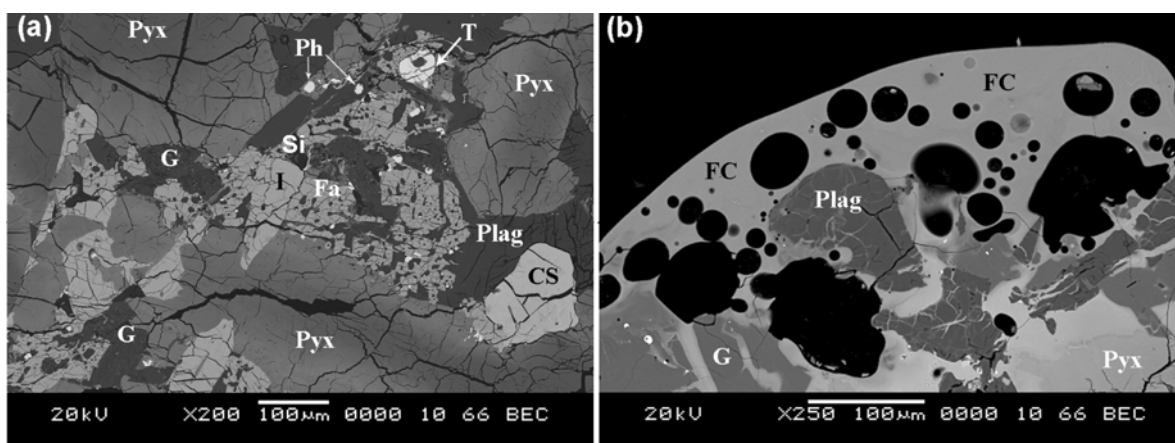 (a)
Pyx
Ph
T
Pyx
Si
G
I
Fa
Plag
CS
G
Pyx
20kV X200 100μm 0000 10 66 BEC
(b)
FC
FC
Plag
G
Pyx
20kV X250 100μm 0000 10 66 BEC